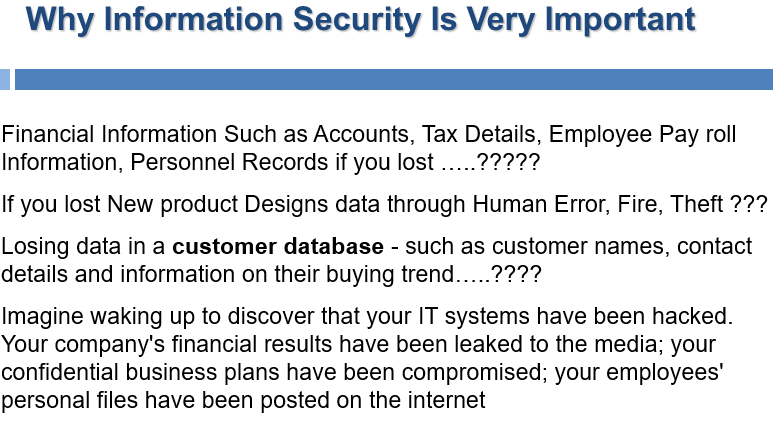 Why Information Security Is Very Important
Financial Information Such as Accounts, Tax Details, Employee Pay roll
Information, Personnel Records if you lost …..?????
If you lost New product Designs data through Human Error, Fire, Theft ???
Losing data in a customer database - such as customer names, contact
details and information on their buying trend…..????
Imagine waking up to discover that your IT systems have been hacked.
Your company's financial results have been leaked to the media; your
confidential business plans have been compromised; your employees'
personal files have been posted on the internet